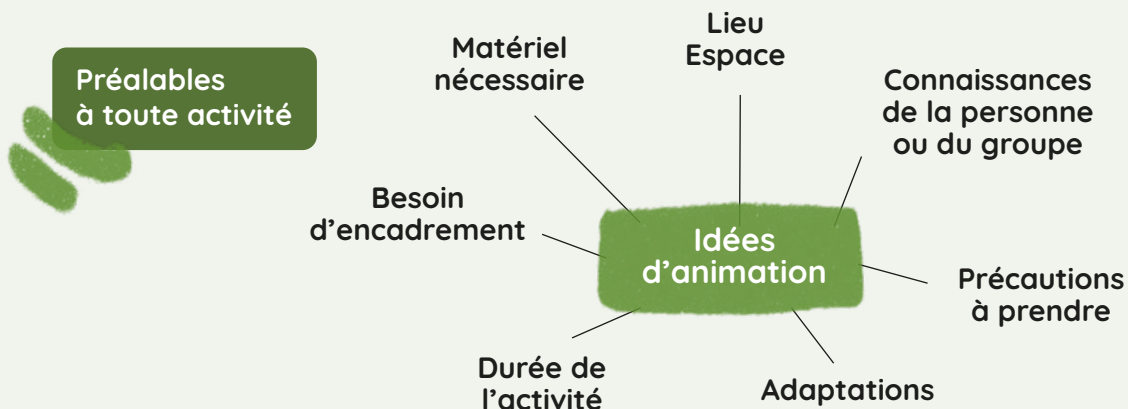 Préalables
à toute activité
Matériel
nécessaire
Lieu
Espace
Connaissances
de la personne
ou du groupe
Besoin
d’encadrement
Idées
d’animation
Précautions
à prendre
Durée de
l’activité
Adaptations